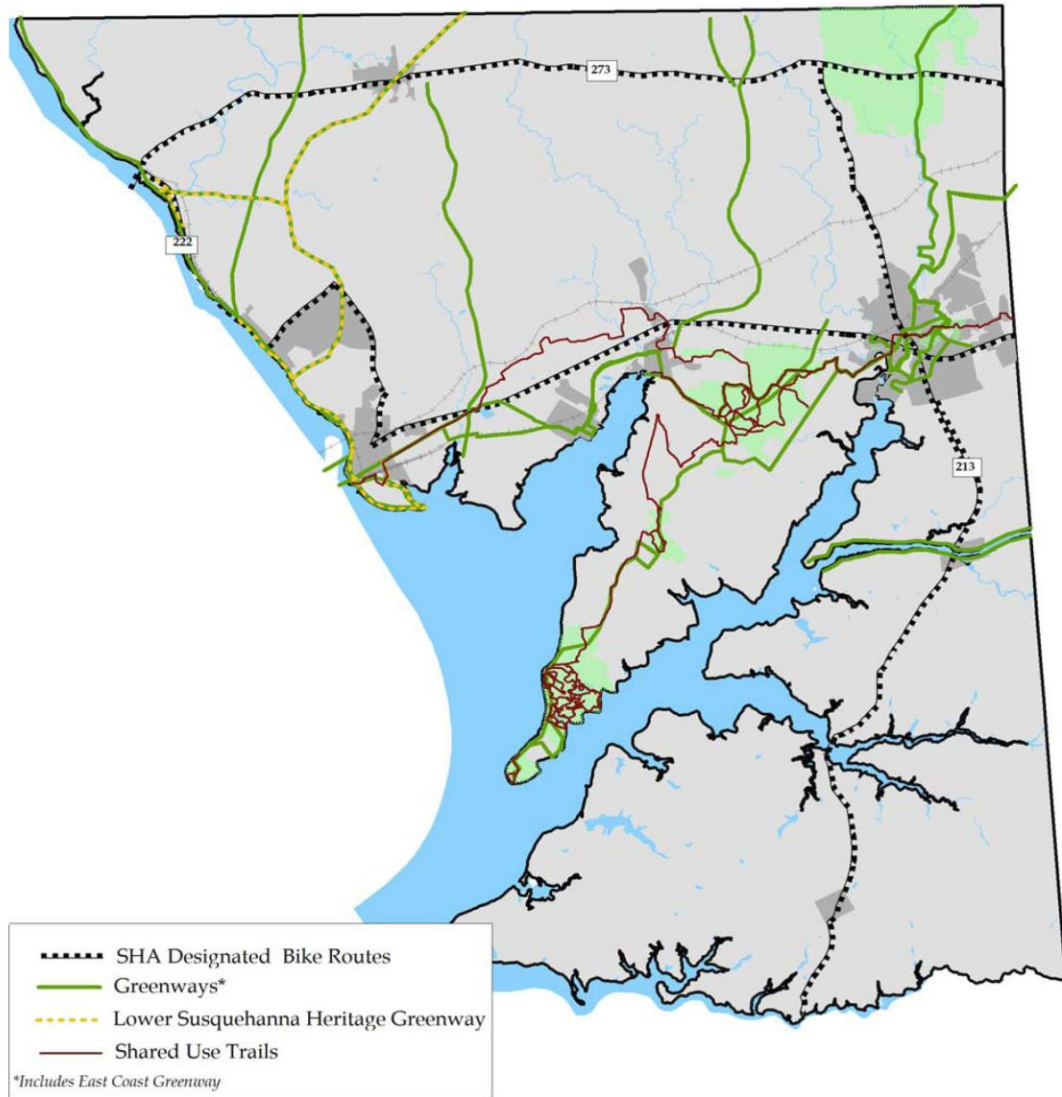 273
222
213
SHA Designated Bike Routes
Greenways*
Lower Susquehanna Heritage Greenway
Shared Use Trails
*Includes East Coast Greenway